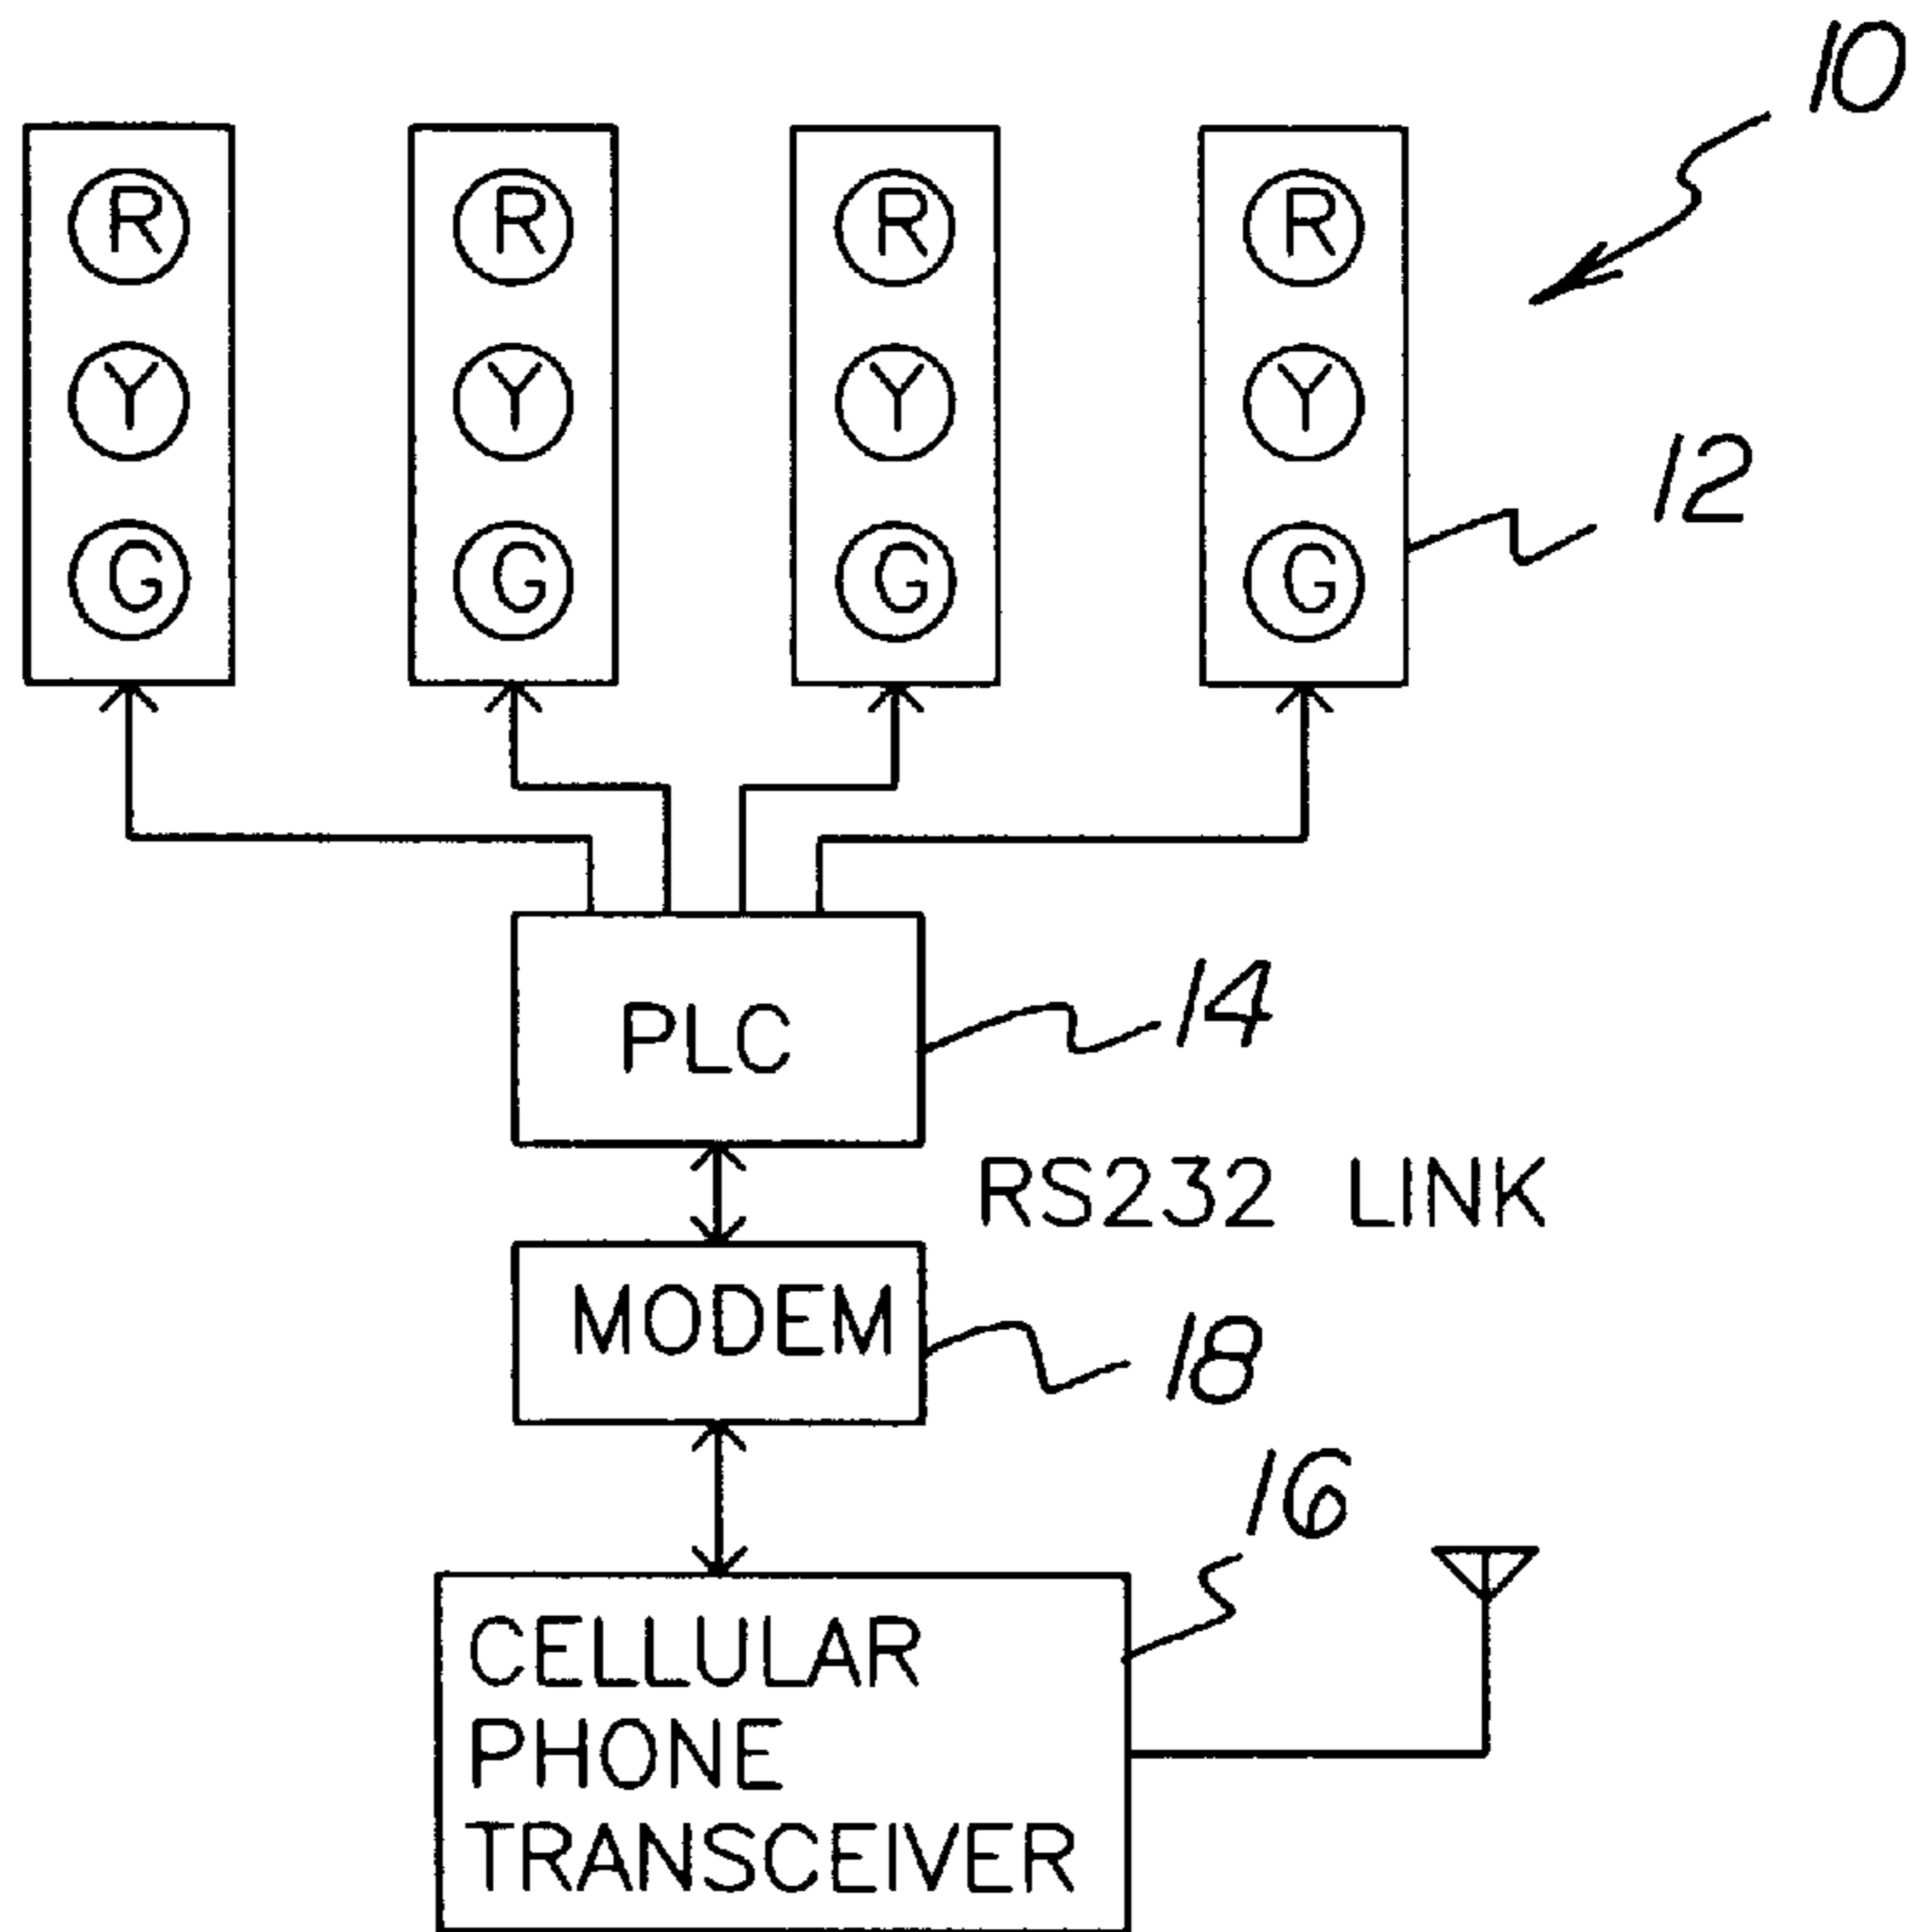 10
R R R R
Y Y Y Y
12
G G G G
PLC
14
RS232 LINK
MODEM
18
16
CELLULAR
PHONE
TRANSCEIVER